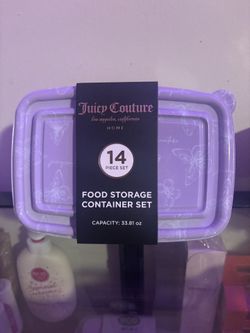 Juicy Couture
los angeles, california
HOME
14
PIECE SET
FOOD STORAGE
CONTAINER SET
CAPACITY: 33.81 oz